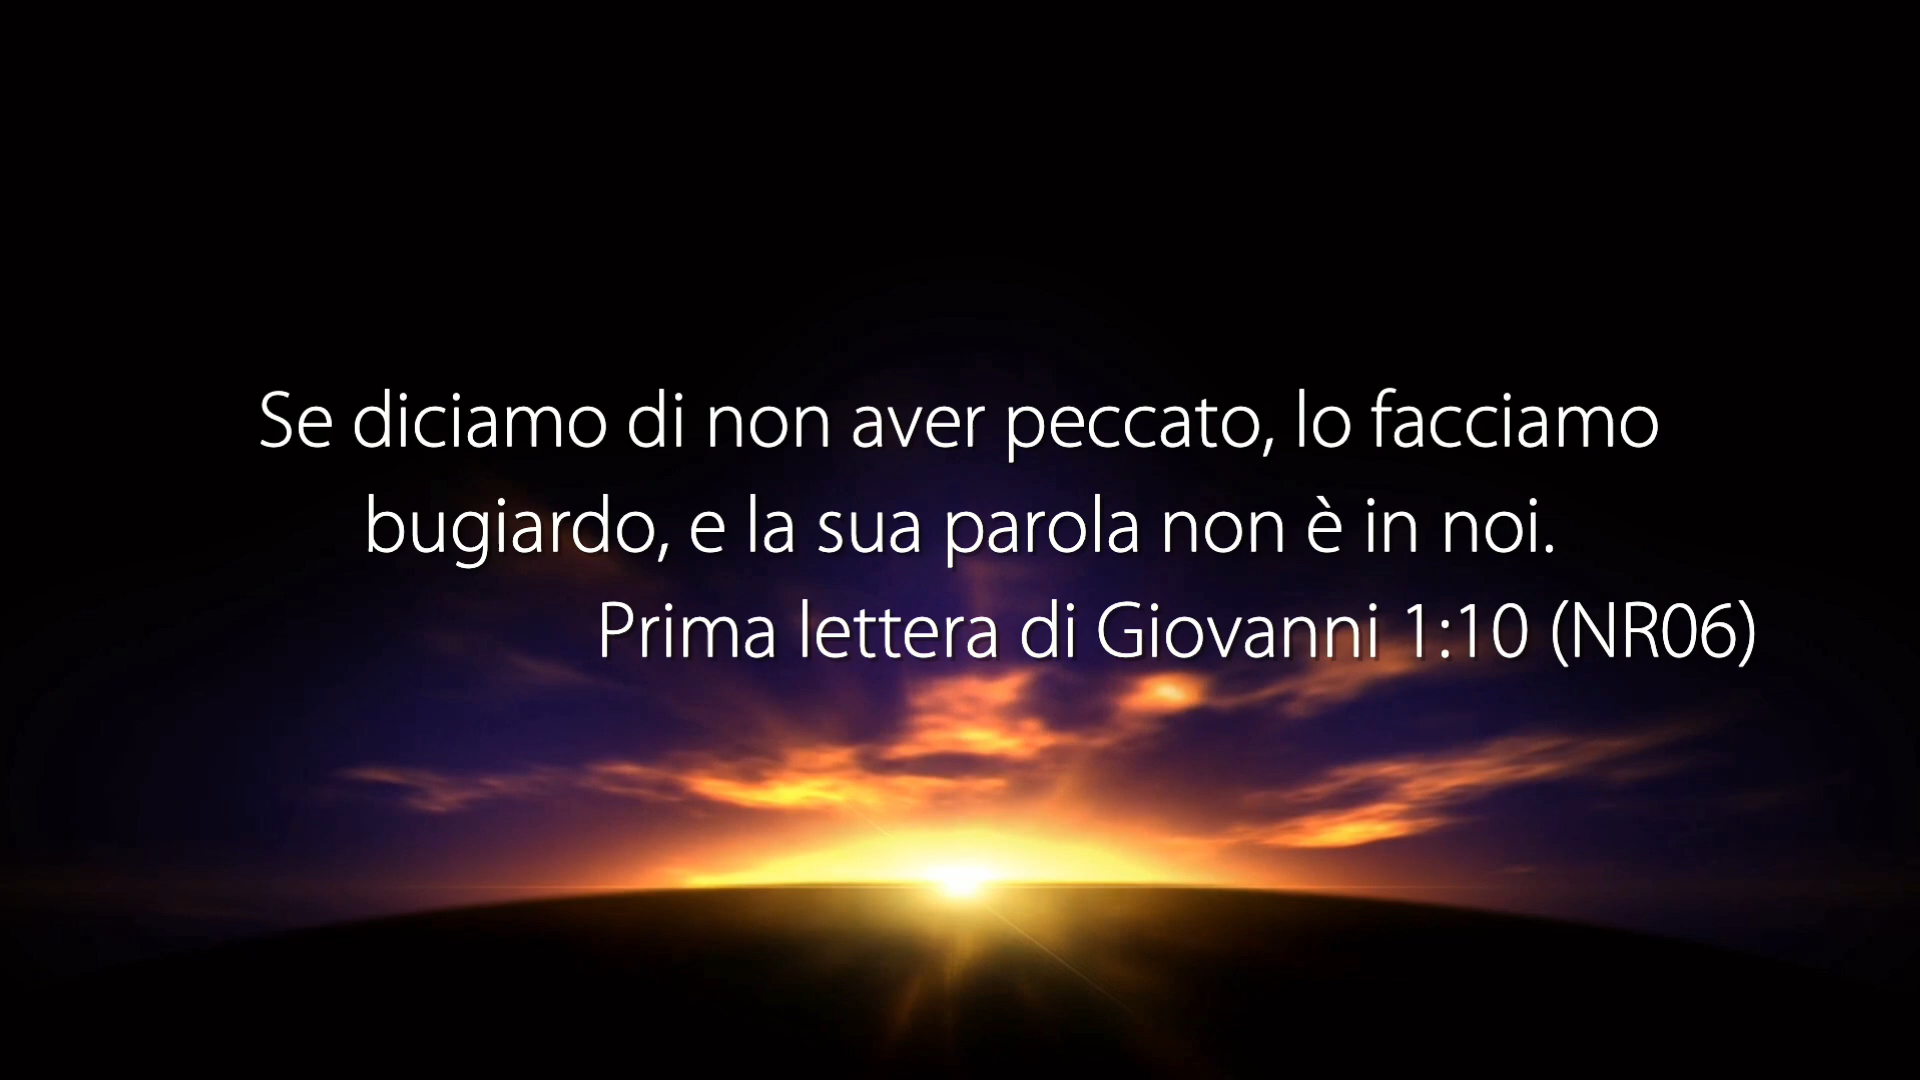 Se diciamo di non aver peccato, lo facciamo
bugiardo, e la sua parola non è in noi.
Prima lettera di Giovanni 1:10 (NR06)